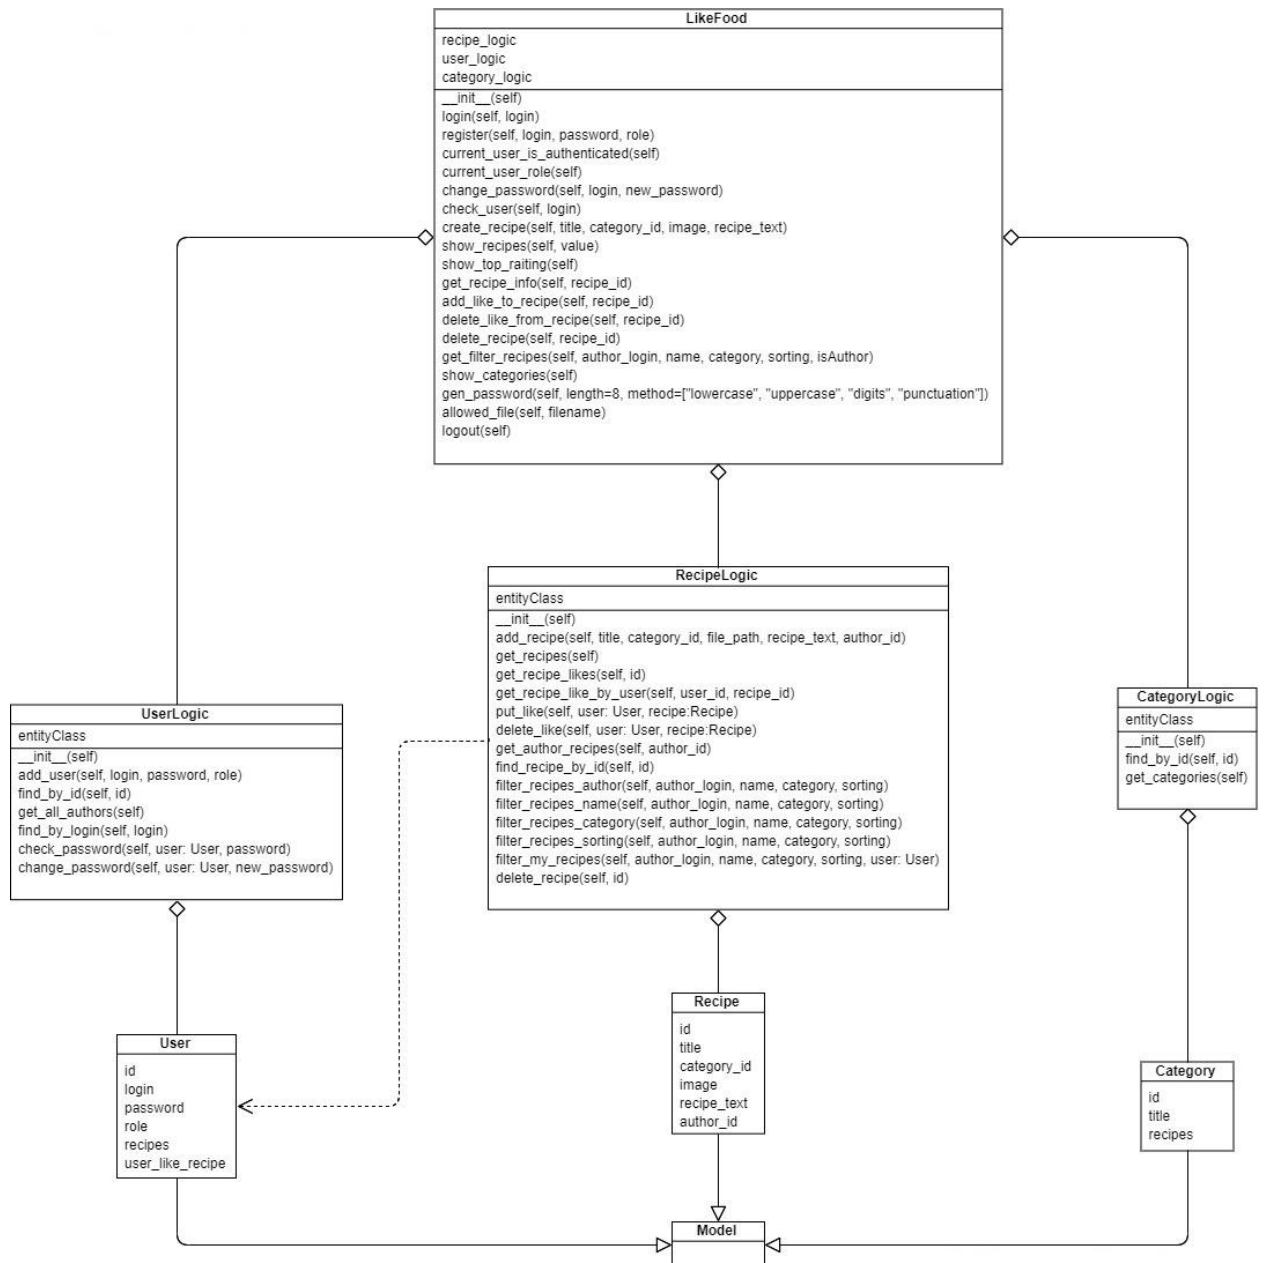 LikeFood
recipe_logic
user_logic
category_logic
__init__(self)
login(self, login)
register(self, login, password, role)
current_user_is_authenticated(self)
current_user_role(self)
change_password(self, login, new_password)
check_user(self, login)
create_recipe(self, title, category_id, image, recipe_text)
show_recipes(self, value)
show_top_raiting(self)
get_recipe_info(self, recipe_id)
add_like_to_recipe(self, recipe_id)
delete_like_from_recipe(self, recipe_id)
delete_recipe(self, recipe_id)
get_filter_recipes(self, author_login, name, category, sorting, isAuthor)
show_categories(self)
gen_password(self, length=8, method=["lowercase", "uppercase", "digits", "punctuation"])
allowed_file(self, filename)
logout(self)
RecipeLogic
entityClass
__init__(self)
add_recipe(self, title, category_id, file_path, recipe_text, author_id)
get_recipes(self)
get_recipe_likes(self, id)
get_recipe_like_by_user(self, user_id, recipe_id)
put_like(self, user: User, recipe:Recipe)
delete_like(self, user: User, recipe:Recipe)
get_author_recipes(self, author_id)
find_recipe_by_id(self, id)
filter_recipes_author(self, author_login, name, category, sorting)
filter_recipes_name(self, author_login, name, category, sorting)
filter_recipes_category(self, author_login, name, category, sorting)
filter_recipes_sorting(self, author_login, name, category, sorting)
filter_my_recipes(self, author_login, name, category, sorting, user: User)
delete_recipe(self, id)
UserLogic
entityClass
__init__(self)
add_user(self, login, password, role)
find_by_id(self, id)
get_all_authors(self)
find_by_login(self, login)
check_password(self, user: User, password)
change_password(self, user: User, new_password)
CategoryLogic
entityClass
__init__(self)
find_by_id(self, id)
get_categories(self)
User
id
login
password
role
recipes
user_like_recipe
Recipe
id
title
category_id
image
recipe_text
author_id
Category
id
title
recipes
Model